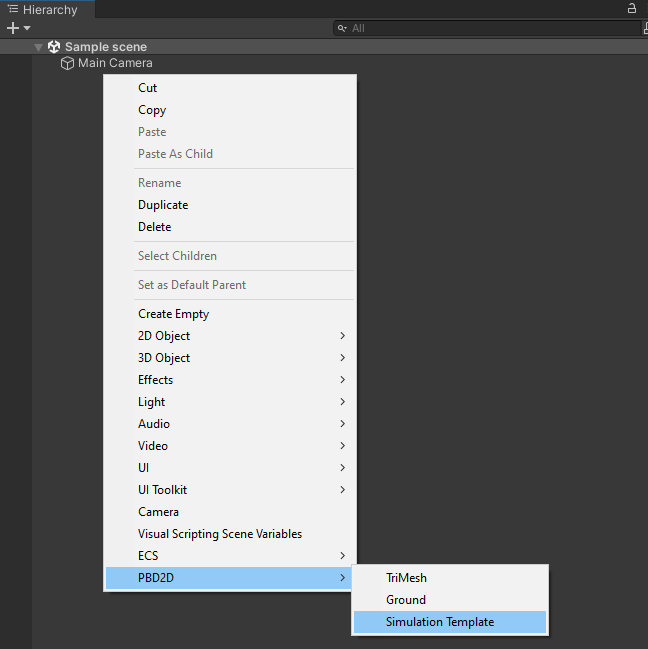 Hierarchy
All
Sample scene
Main Camera
Cut
Copy
Paste
Paste As Child
Rename
Duplicate
Delete
Select Children
Set as Default Parent
Create Empty
2D Object
3D Object
Effects
Light
Audio
Video
UI
UI Toolkit
Camera
Visual Scripting Scene Variables
ECS
PBD2D
TriMesh
Ground
Simulation Template